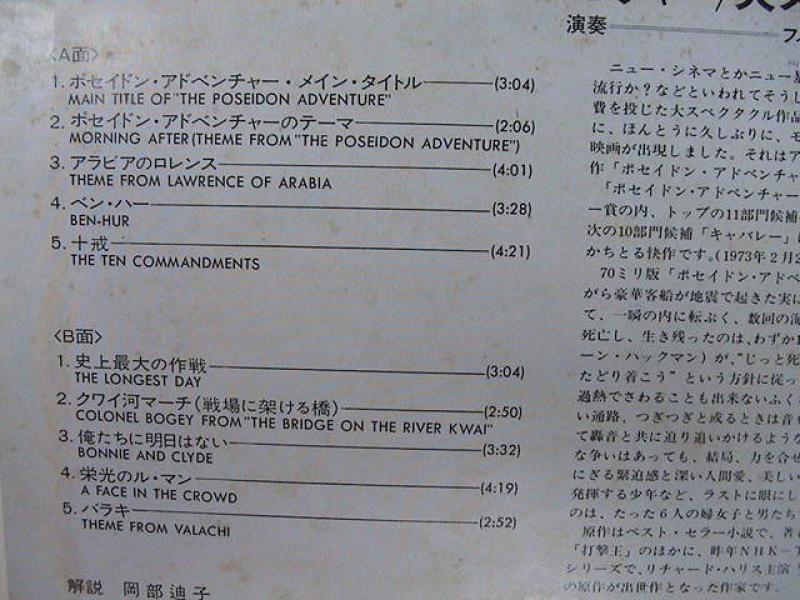 演奏
〈A面〉
1. ポセイドン・アドベンチャー・メイン・タイトル——(3:04)
MAIN TITLE OF "THE POSEIDON ADVENTURE"
2. ポセイドン・アドベンチャーのテーマ——(2:06)
MORNING AFTER(THEME FROM "THE POSEIDON ADVENTURE")
3. アラビアのロレンス——(4:01)
THEME FROM LAWRENCE OF ARABIA
4. ベン・ハー——(3:28)
BEN-HUR
5. 十戒——(4:21)
THE TEN COMMANDMENTS
〈B面〉
1. 史上最大の作戦——(3:04)
THE LONGEST DAY
2. クワイ河マーチ(戦場に架ける橋)——(2:50)
COLONEL BOGEY FROM "THE BRIDGE ON THE RIVER KWAI"
3. 俺たちに明日はない——(3:32)
BONNIE AND CLYDE
4. 栄光のル・マン——(4:19)
A FACE IN THE CROWD
5. バラキ——(2:52)
THEME FROM VALACHI
解説 岡部迪子
ニュー・シネマとかニュー
流行か？などといわれてそうし
費を投じた大スペクタクル作品
に、ほんとうに久しぶりに、モ
映画が出現しました。それはア
作「ポセイドン・アドベンチャ
「ポセイドン・アドベンチャー
ー賞の内、トップの11部門候補
次の10部門候補「キャバレー」
かちとる快作です。(1973年2月2
70ミリ版「ポセイドン・アドベ
がら豪華客船が地震で起きた実に
て、一瞬の内に転ぶく、数回の海
死亡し、生き残ったのは、わずか1
ーン・ハックマン)が、"じっと死
たどり着こう"という方針に従っ
過熱でさわることも出来ないふく
い通路、つぎつぎと或るときは音も
て轟音と共に迫り追いかけるような
な争いはあっても、結局、力を合せ
にぎる緊迫感と深い人間愛、美しい
発揮する少年など、ラストに眼にし
のは、たった6人の婦女子と男たち
原作はベスト・セラー小説で、著
「打撃王」のほかに、昨年NHK-T
シリーズで、リチャード・ハリス主演
の原作が出世作となった作家です。